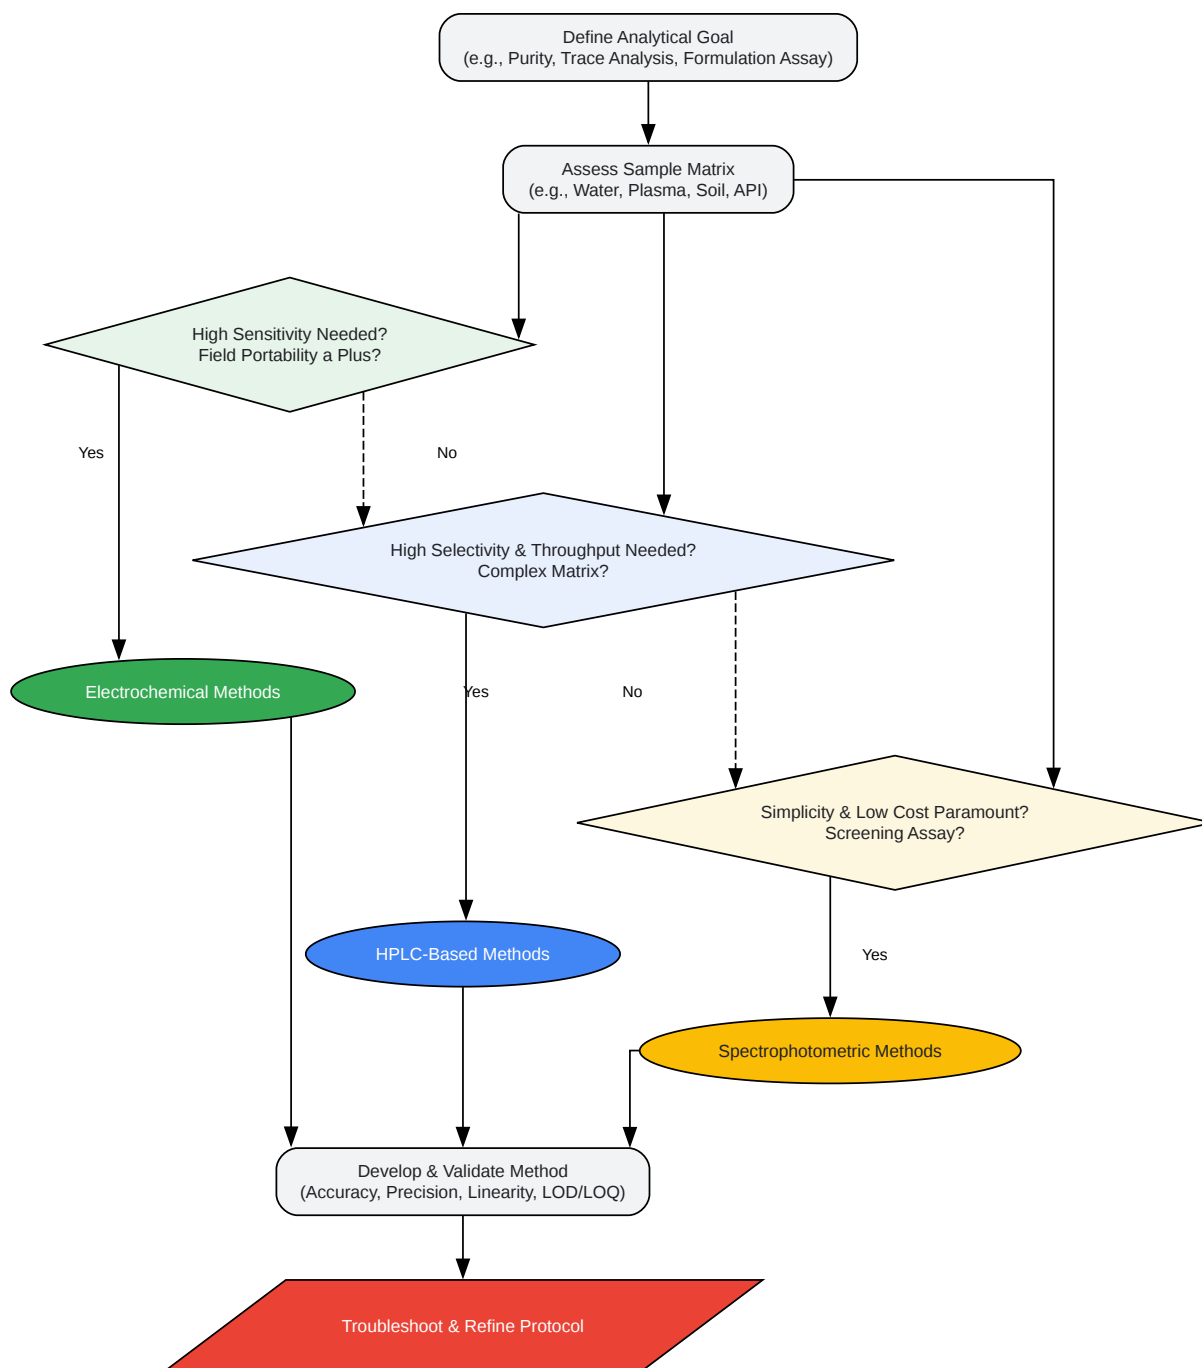 Define Analytical Goal
(e.g., Purity, Trace Analysis, Formulation Assay)
Assess Sample Matrix
(e.g., Water, Plasma, Soil, API)
High Sensitivity Needed?
Field Portability a Plus?
Yes
No
High Selectivity & Throughput Needed?
Complex Matrix?
Electrochemical Methods
Yes
No
Simplicity & Low Cost Paramount?
Screening Assay?
HPLC-Based Methods
Yes
Spectrophotometric Methods
Develop & Validate Method
(Accuracy, Precision, Linearity, LOD/LOQ)
Troubleshoot & Refine Protocol